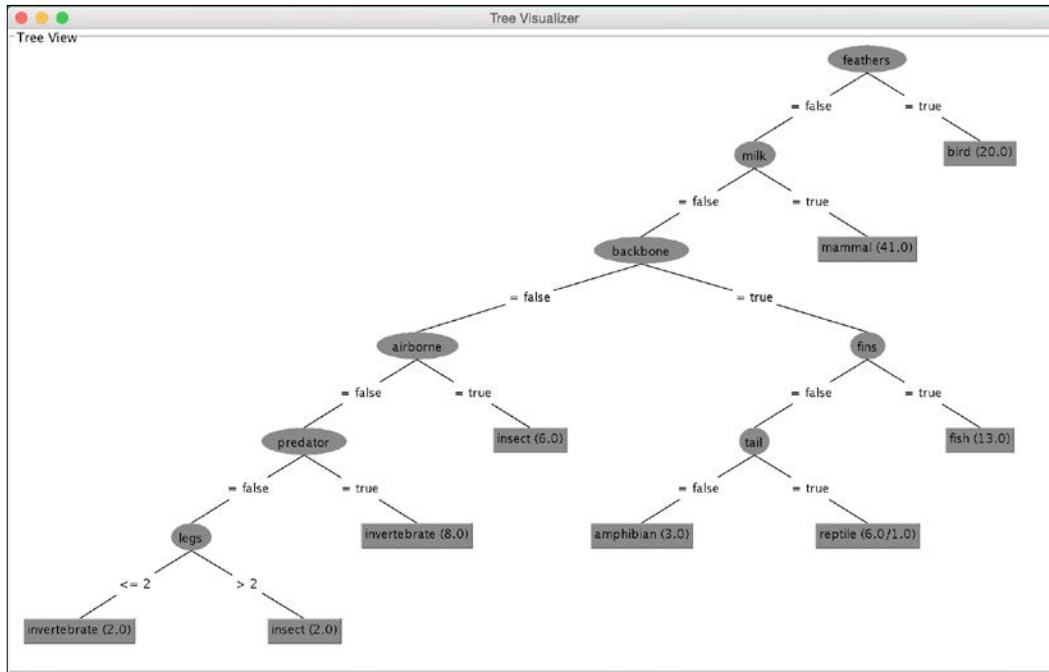 Tree Visualizer
Tree View
feathers
= false = true
milk bird (20.0)
= false = true
backbone mammal (41.0)
= false = true
airborne fins
= false = true = false = true
predator insect (6.0) tail fish (13.0)
= false = true = false = true
legs invertebrate (8.0) amphibian (3.0) reptile (6.0/1.0)
<= 2 > 2
invertebrate (2.0) insect (2.0)